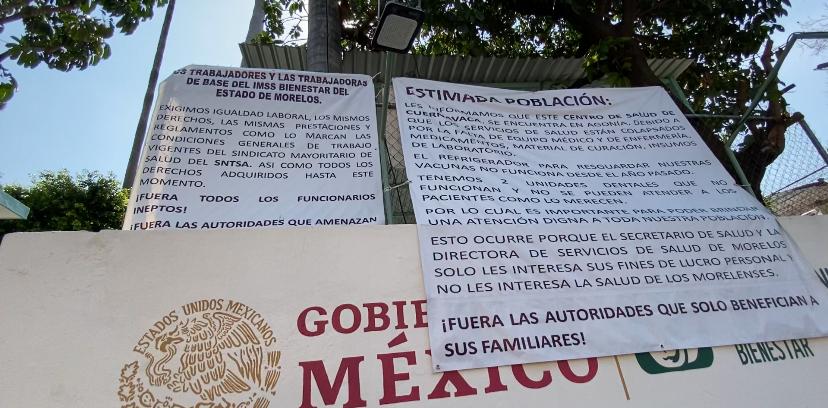 OS TRABAJADORES Y LAS TRABAJADORAS
DE BASE DEL IMSS BIENESTAR DEL
ESTADO DE MORELOS.
EXIGIMOS IGUALDAD LABORAL, LOS MISMOS
DERECHOS, LAS MISMAS PRESTACIONES Y
REGLAMENTOS COMO LO MARCAN LAS
CONDICIONES GENERALES DE TRABAJO
VIGENTES DEL SINDICATO MAYORITARIO DE
SALUD DEL SNTSA. ASÍ COMO TODOS LOS
DERECHOS ADQUIRIDOS HASTA ESTE
MOMENTO.
¡FUERA TODOS LOS FUNCIONARIOS
INEPTOS!
¡FUERA LAS AUTORIDADES QUE AMENAZAN
ESTIMADA POBLACIÓN:
LES INFORMAMOS QUE ESTE CENTRO DE SALUD DE
CUERNAVACA, SE ENCUENTRA EN AGONÍA, DEBIDO A
QUE LOS SERVICIOS DE SALUD ESTÁN COLAPSADOS
POR LA FALTA DE EQUIPO MÉDICO Y DE ENFERMERÍA,
MEDICAMENTOS, MATERIAL DE CURACIÓN, INSUMOS
DE LABORATORIO.
EL REFRIGERADOR PARA RESGUARDAR NUESTRAS
VACUNAS NO FUNCIONA DESDE EL AÑO PASADO.
TENEMOS 2 UNIDADES DENTALES QUE NO
FUNCIONAN Y NO SE PUEDEN ATENDER A LOS
PACIENTES COMO LO MERECEN.
POR LO CUAL ES IMPORTANTE PARA PODER BRINDAR
UNA ATENCIÓN DIGNA A TODA NUESTRA POBLACIÓN.
ESTO OCURRE PORQUE EL SECRETARIO DE SALUD Y LA
DIRECTORA DE SERVICIOS DE SALUD DE MORELOS
SOLO LES INTERESA SUS FINES DE LUCRO PERSONAL Y
NO LES INTERESA LA SALUD DE LOS MORELENSES.
¡FUERA LAS AUTORIDADES QUE SOLO BENEFICIAN A
SUS FAMILIARES!
ESTADOS UNIDOS MEXICANOS
GOBIE
MÉXICO
BIENESTAR